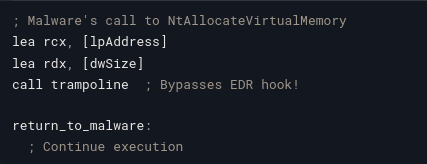 ; Malware's call to NtAllocateVirtualMemory
lea rcx, [lpAddress]
lea rdx, [dwSize]
call trampoline  ; Bypasses EDR hook!

return_to_malware:
  ; Continue execution